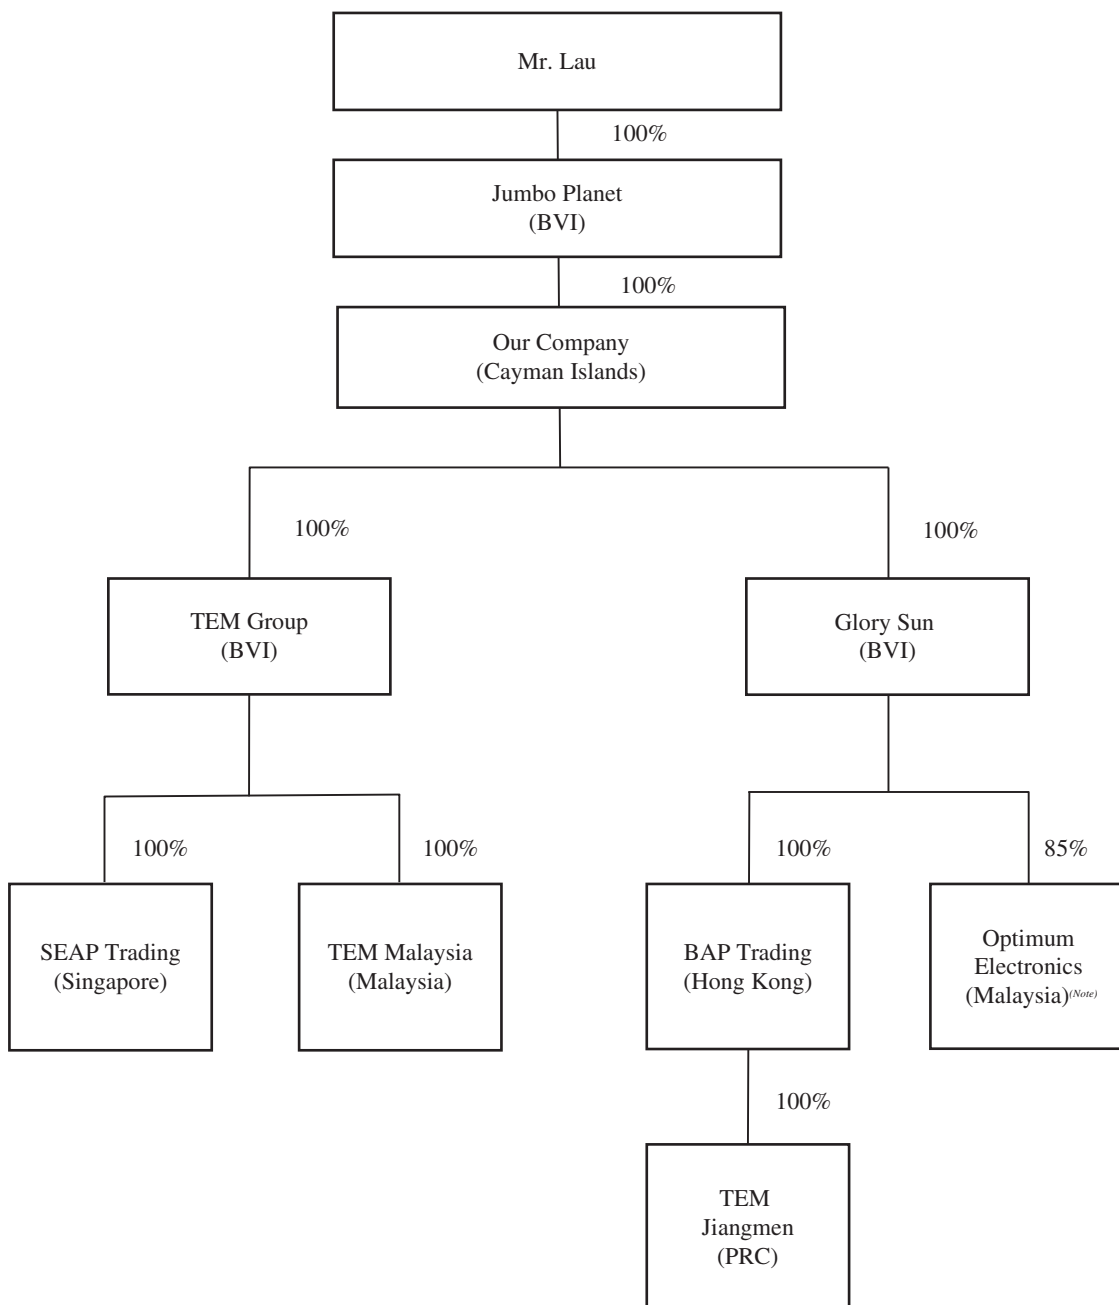 Mr. Lau
100%
Jumbo Planet
(BVI)
100%
Our Company
(Cayman Islands)
100%
100%
TEM Group
(BVI)
Glory Sun
(BVI)
100%
100%
100%
85%
SEAP Trading
(Singapore)
TEM Malaysia
(Malaysia)
BAP Trading
(Hong Kong)
Optimum
Electronics
(Malaysia)(Note)
100%
TEM
Jiangmen
(PRC)